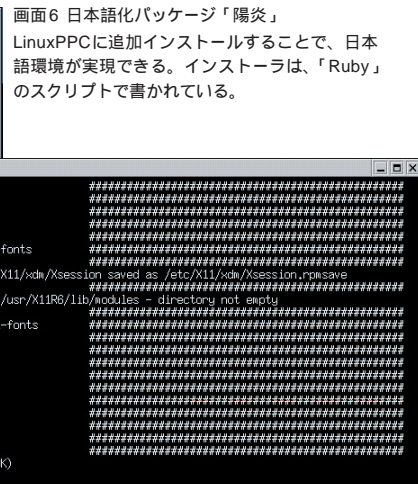 画面6 日本語化パッケージ「陽炎」
LinuxPPCに追加インストールすることで、日本
語環境が実現できる。インストーラは、「Ruby」
のスクリプトで書かれている。
##################################################
##################################################
##################################################
##################################################
##################################################
fonts ##################################################
##################################################
X11/xdm/Xsession saved as /etc/X11/xdm/Xsession.rpmsave
##################################################
/usr/X11R6/lib/modules - directory not empty
##################################################
-fonts ##################################################
##################################################
##################################################
##################################################
##################################################
##################################################
##################################################
##################################################
##################################################
##################################################
##################################################
K)